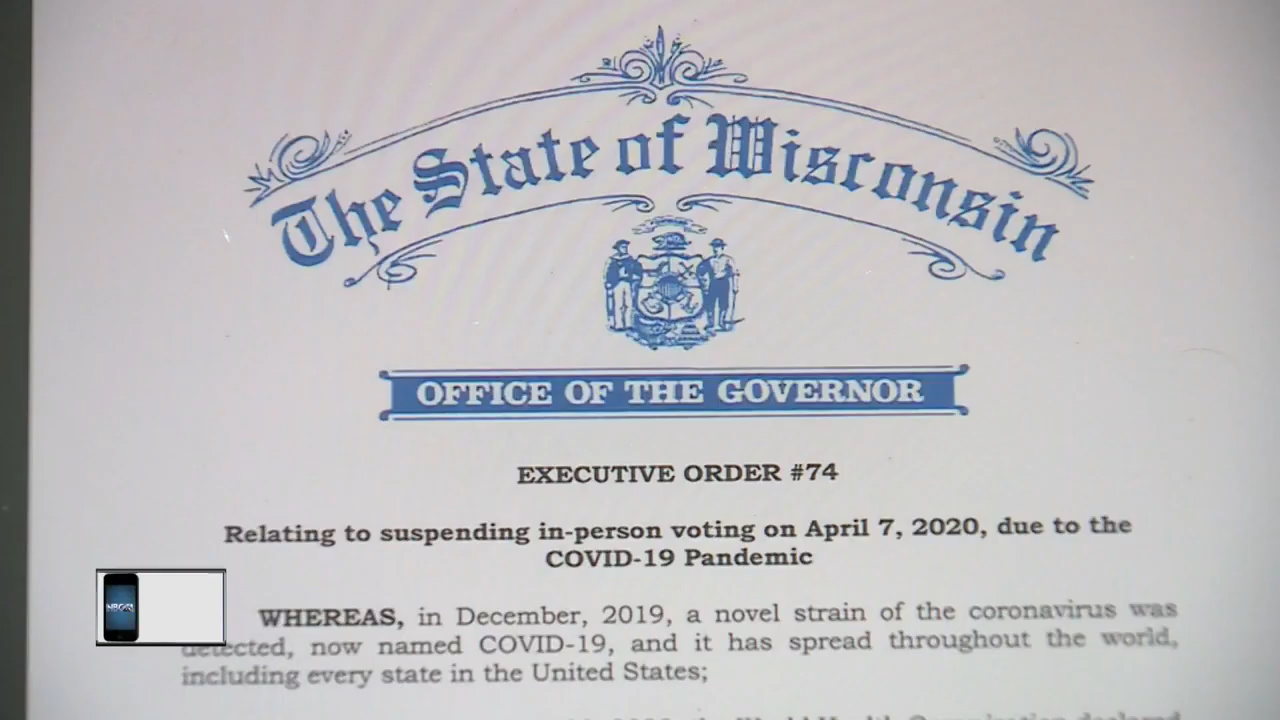 The State of Wisconsin
OFFICE OF THE GOVERNOR
EXECUTIVE ORDER #74
Relating to suspending in-person voting on April 7, 2020, due to the
COVID-19 Pandemic
WHEREAS, in December, 2019, a novel strain of the coronavirus was
detected, now named COVID-19, and it has spread throughout the world,
including every state in the United States;